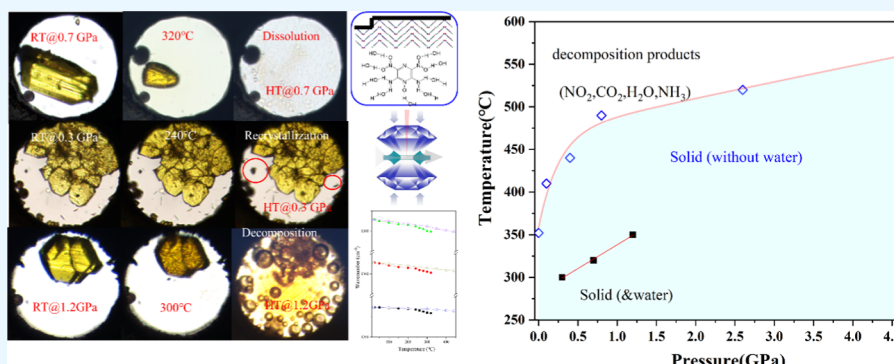 RT@0.7 GPa
320℃
Dissolution
HT@0.7 GPa
RT@0.3 GPa
240℃
Recrystallization
HT@0.3 GPa
RT@1.2GPa
300℃
Decomposition
HT@1.2GPa
Temperature (℃)
Temperature(℃)
600
550
500
450
400
350
300
250
decomposition products
(NO2,CO2,H2O,NH3)
Solid (without water)
Solid (&water)
0.0 0.5 1.0 1.5 2.0 2.5 3.0 3.5 4.0 4.5
Pressure(GPa)